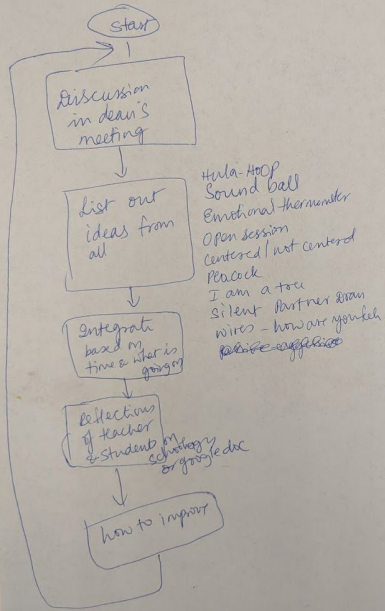 Start
Discussion
in dean's
meeting
List out
ideas from
all
Hula-HOOP
Sound ball
Emotional thermometer
Open session
centered/not centered
Peacock
I am a tree
Silent Partner
wires - how are you
Integrate
based on
time & what is
going on
Reflections
of teacher
& students on
schoology
or google doc
how to improve